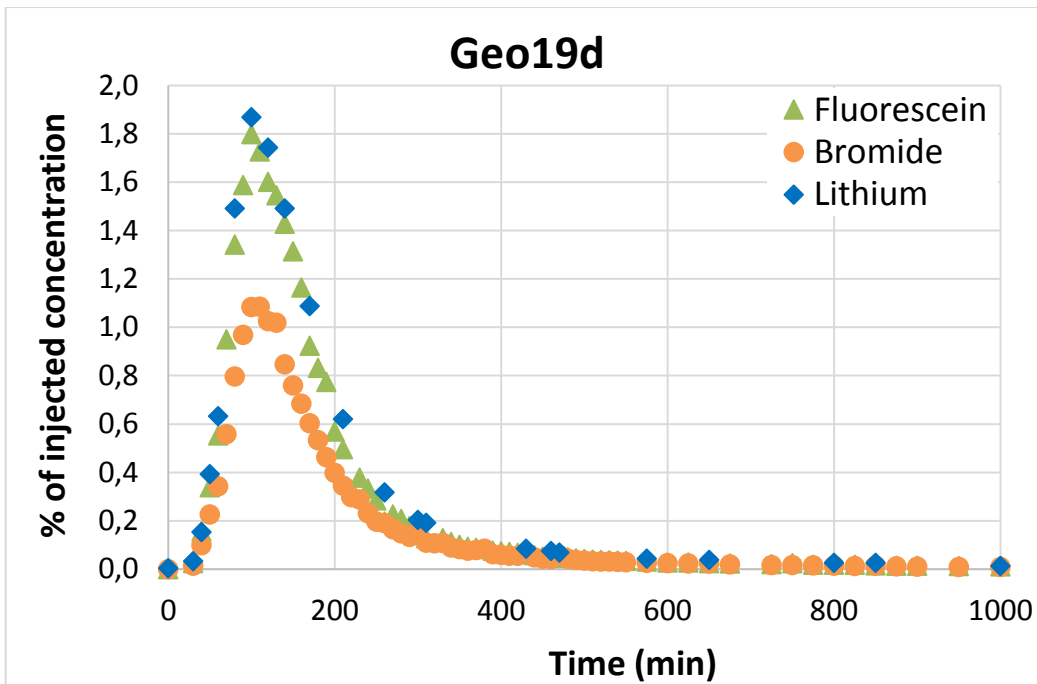 Geo19d
% of injected concentration
2,0
1,8
1,6
1,4
1,2
1,0
0,8
0,6
0,4
0,2
0,0
Fluorescein
Bromide
Lithium
0
200
400
600
800
1000
Time (min)